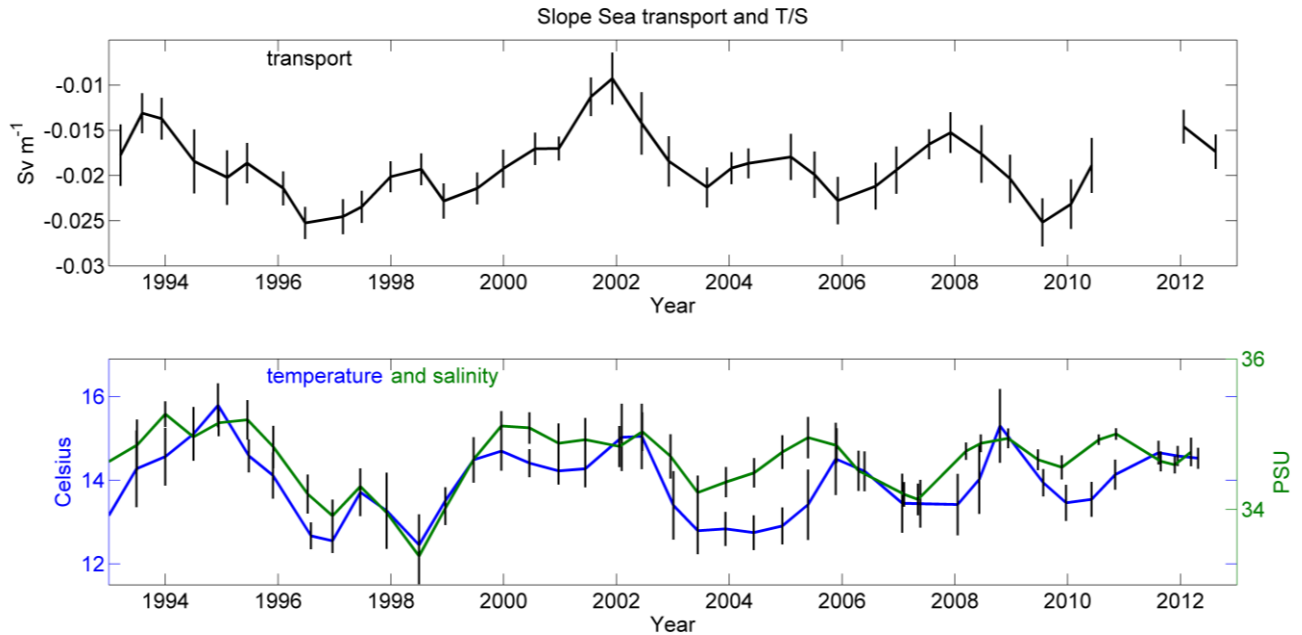 Slope Sea transport and T/S
transport
-0.01
-0.015
-0.02
-0.025
-0.03
Sv m⁻¹
1994 1996 1998 2000 2002 2004 2006 2008 2010 2012
Year
temperature and salinity
16
14
12
Celsius
36
34
PSU
1994 1996 1998 2000 2002 2004 2006 2008 2010 2012
Year